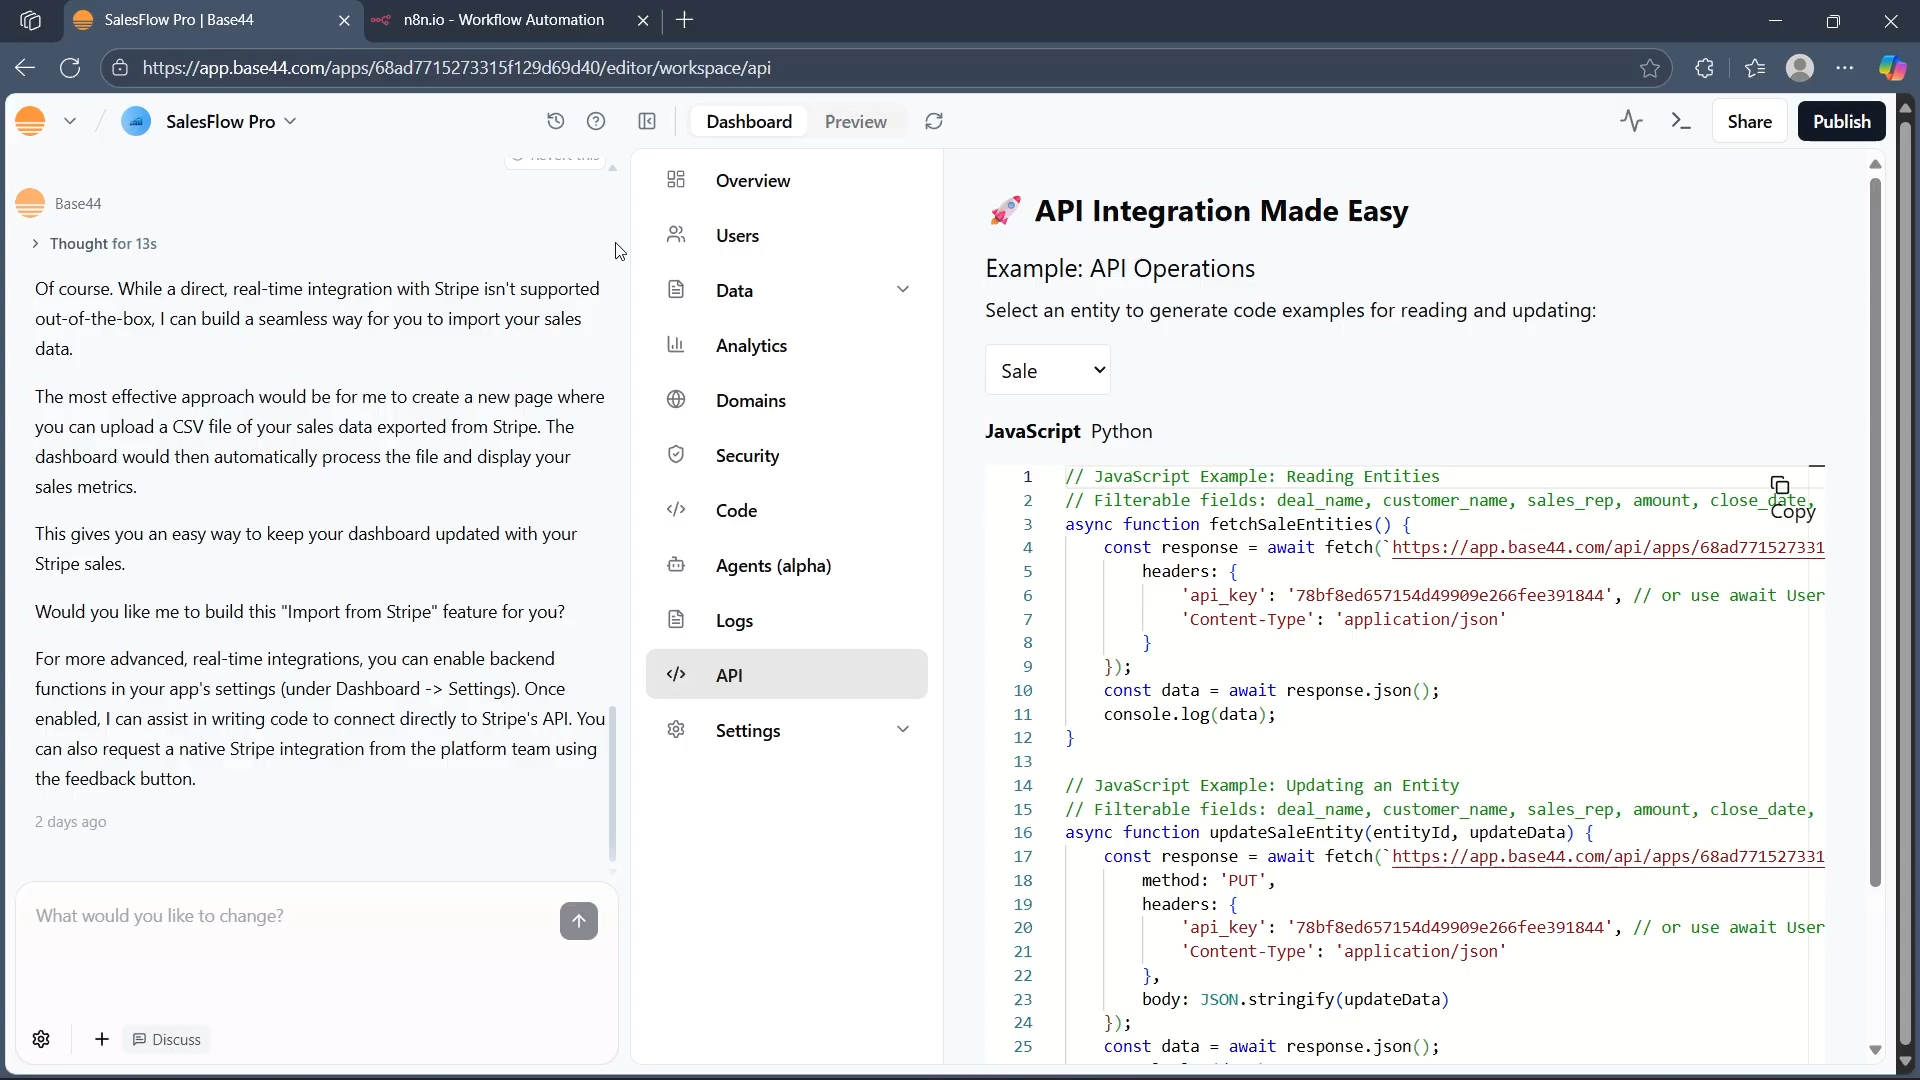 SalesFlow Pro | Base44
n8n.io - Workflow Automation
https://app.base44.com/apps/68ad7715273315f129d69d40/editor/workspace/api
SalesFlow Pro
Dashboard
Preview
Share
Publish
Base44
Thought for 13s
Of course. While a direct, real-time integration with Stripe isn't supported
out-of-the-box, I can build a seamless way for you to import your sales
data.
The most effective approach would be for me to create a new page where
you can upload a CSV file of your sales data exported from Stripe. The
dashboard would then automatically process the file and display your
sales metrics.
This gives you an easy way to keep your dashboard updated with your
Stripe sales.
Would you like me to build this "Import from Stripe" feature for you?
For more advanced, real-time integrations, you can enable backend
functions in your app's settings (under Dashboard -> Settings). Once
enabled, I can assist in writing code to connect directly to Stripe's API. You
can also request a native Stripe integration from the platform team using
the feedback button.
2 days ago
What would you like to change?
Discuss
Overview
Users
Data
Analytics
Domains
Security
Code
Agents (alpha)
Logs
API
Settings
🚀 API Integration Made Easy
Example: API Operations
Select an entity to generate code examples for reading and updating:
Sale
JavaScript Python
Copy
1 // JavaScript Example: Reading Entities
2 // Filterable fields: deal_name, customer_name, sales_rep, amount, close_date,
3 async function fetchSaleEntities() {
4 const response = await fetch(`https://app.base44.com/api/apps/68ad771527331
5 headers: {
6 'api_key': '78bf8ed657154d49909e266fee391844', // or use await User
7 'Content-Type': 'application/json'
8 }
9 });
10 const data = await response.json();
11 console.log(data);
12 }
13
14 // JavaScript Example: Updating an Entity
15 // Filterable fields: deal_name, customer_name, sales_rep, amount, close_date,
16 async function updateSaleEntity(entityId, updateData) {
17 const response = await fetch(`https://app.base44.com/api/apps/68ad771527331
18 method: 'PUT',
19 headers: {
20 'api_key': '78bf8ed657154d49909e266fee391844', // or use await User
21 'Content-Type': 'application/json'
22 },
23 body: JSON.stringify(updateData)
24 });
25 const data = await response.json();